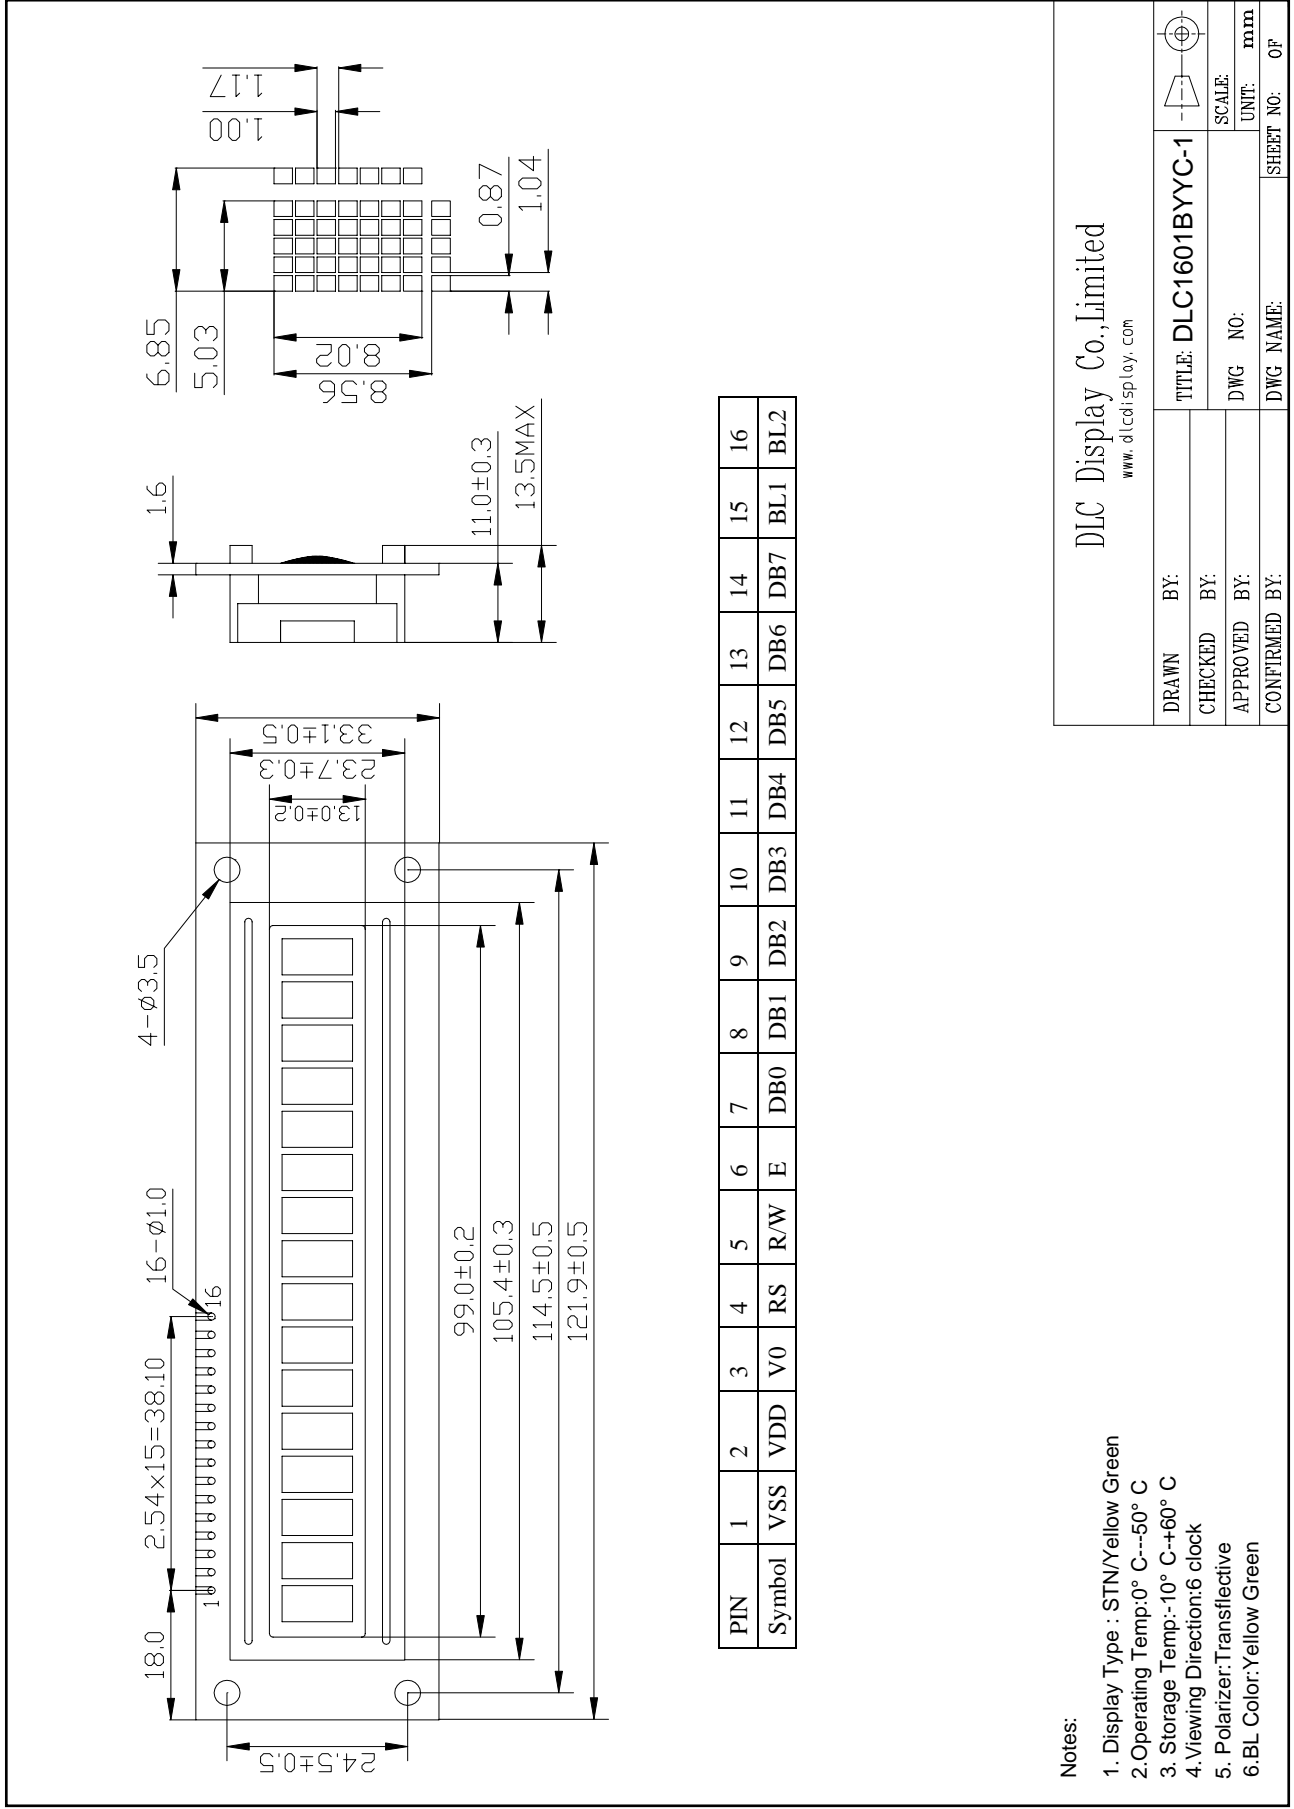 18.0
2.54x15=38.10
16-ø1.0
4-ø3.5
1
16
24.5±0.5
13.0±0.2
23.7±0.3
33.1±0.5
99.0±0.2
105.4±0.3
114.5±0.5
121.9±0.5
1.6
11.0±0.3
13.5MAX
6.85
5.03
1.17
1.00
8.02
8.56
0.87
1.04
PIN 1 2 3 4 5 6 7 8 9 10 11 12 13 14 15 16
Symbol VSS VDD V0 RS R/W E DB0 DB1 DB2 DB3 DB4 DB5 DB6 DB7 BL1 BL2
Notes:
1. Display Type : STN/Yellow Green
2.Operating Temp:0° C---50° C
3. Storage Temp:-10° C-+60° C
4.Viewing Direction:6 clock
5. Polarizer:Transflective
6.BL Color:Yellow Green
DLC Display Co.,Limited
www.dlcdisplay.com
DRAWN BY:
CHECKED BY:
APPROVED BY:
CONFIRMED BY:
TITLE: DLC1601BYYC-1
DWG NO:
DWG NAME:
SCALE:
UNIT: mm
SHEET NO: OF